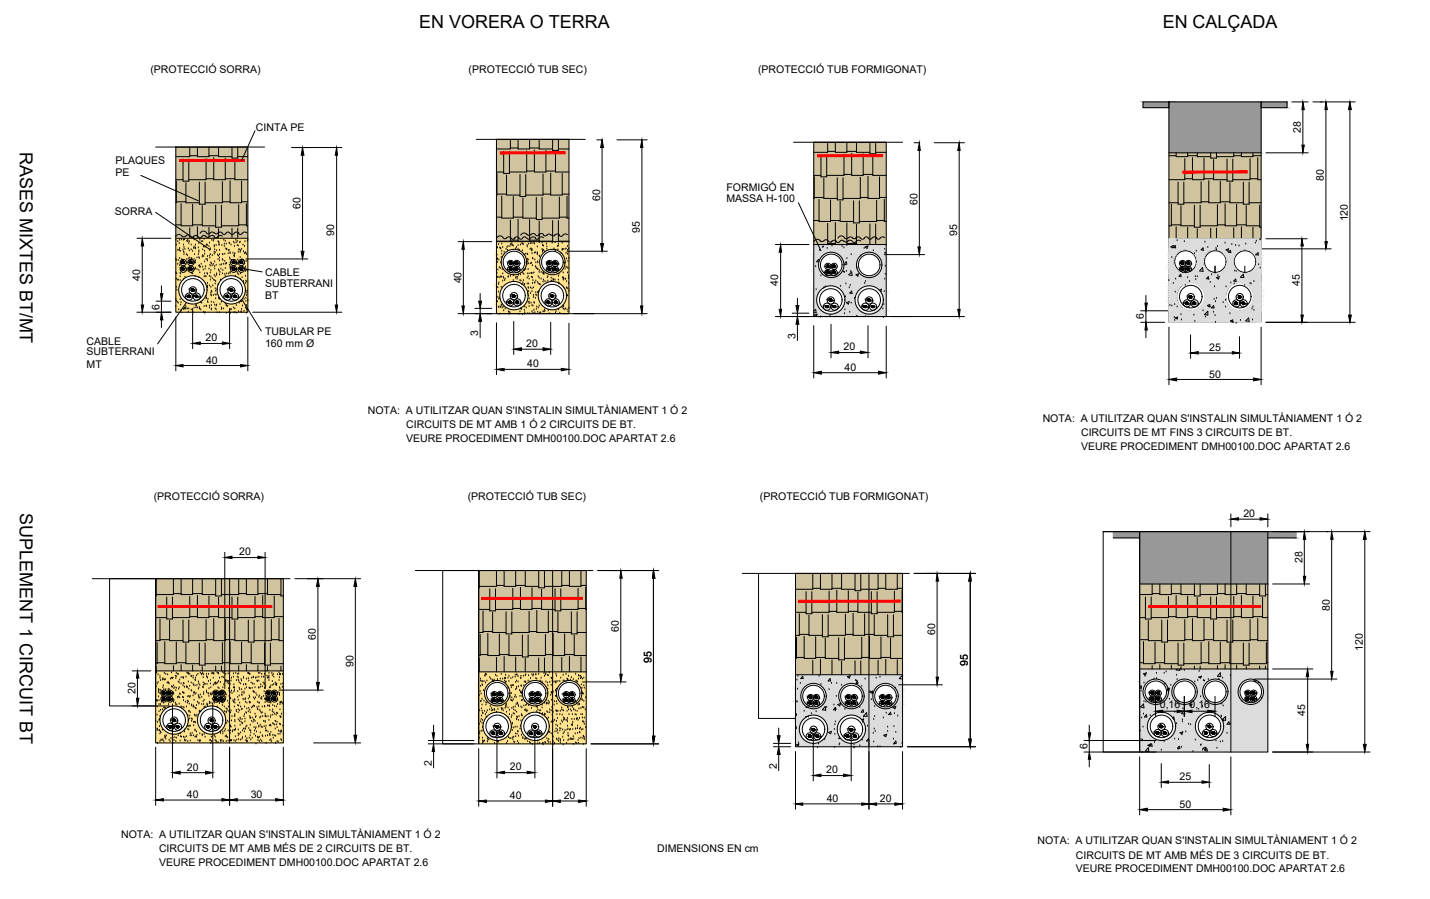 EN VORERA O TERRA
EN CALÇADA
RASES MIXTES BT/MT
(PROTECCIÓ SORRA)
CINTA PE
PLAQUES
PE
SORRA
CABLE
SUBTERRANI
BT
TUBULAR PE
160 mm Ø
CABLE
SUBTERRANI
MT
60
90
40
6
20
40
(PROTECCIÓ TUB SEC)
60
95
40
3
20
40
(PROTECCIÓ TUB FORMIGONAT)
FORMIGÓ EN
MASSA H-100
60
95
40
3
20
40
28
80
120
45
6
25
50
NOTA: A UTILITZAR QUAN S'INSTALIN SIMULTÀNIAMENT 1 Ó 2
CIRCUITS DE MT AMB 1 Ó 2 CIRCUITS DE BT.
VEURE PROCEDIMENT DMH00100.DOC APARTAT 2.6
NOTA: A UTILITZAR QUAN S'INSTALIN SIMULTÀNIAMENT 1 Ó 2
CIRCUITS DE MT FINS 3 CIRCUITS DE BT.
VEURE PROCEDIMENT DMH00100.DOC APARTAT 2.6
SUPLEMENT 1 CIRCUIT BT
(PROTECCIÓ SORRA)
20
60
90
20
20
40
30
(PROTECCIÓ TUB SEC)
60
95
2
20
40
20
(PROTECCIÓ TUB FORMIGONAT)
60
95
2
20
40
20
20
28
80
120
45
0,16
0,16
6
25
50
NOTA: A UTILITZAR QUAN S'INSTALIN SIMULTÀNIAMENT 1 Ó 2
CIRCUITS DE MT AMB MÉS DE 2 CIRCUITS DE BT.
VEURE PROCEDIMENT DMH00100.DOC APARTAT 2.6
DIMENSIONS EN cm
NOTA: A UTILITZAR QUAN S'INSTALIN SIMULTÀNIAMENT 1 Ó 2
CIRCUITS DE MT AMB MÉS DE 3 CIRCUITS DE BT.
VEURE PROCEDIMENT DMH00100.DOC APARTAT 2.6